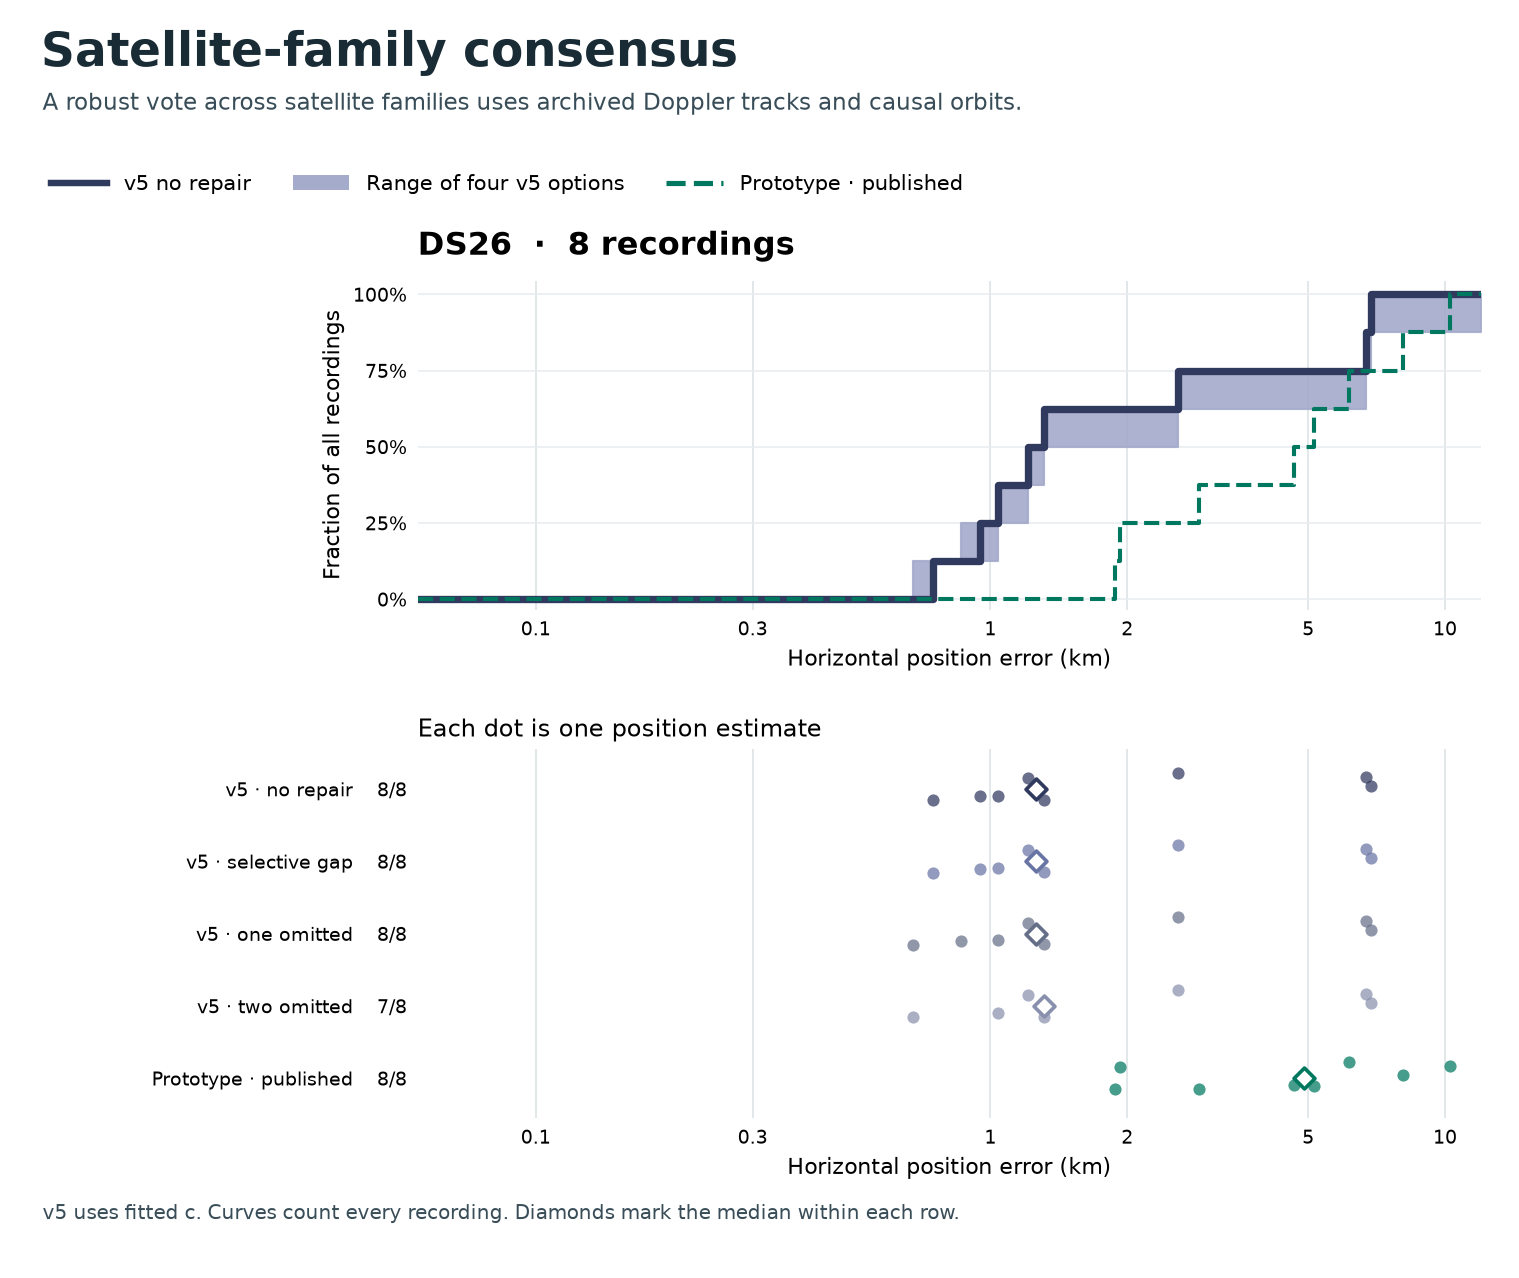 Satellite-family consensus
A robust vote across satellite families uses archived Doppler tracks and causal orbits.
v5 no repair
Range of four v5 options
Prototype · published
DS26 · 8 recordings
Fraction of all recordings
100%
75%
50%
25%
0%
0.1 0.3 1 2 5 10
Horizontal position error (km)
Each dot is one position estimate
v5 · no repair 8/8
v5 · selective gap 8/8
v5 · one omitted 8/8
v5 · two omitted 7/8
Prototype · published 8/8
0.1 0.3 1 2 5 10
Horizontal position error (km)
v5 uses fitted c. Curves count every recording. Diamonds mark the median within each row.